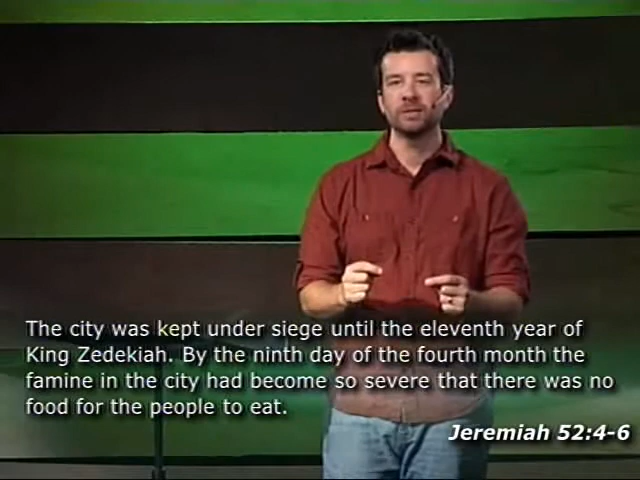 The city was kept under siege until the eleventh year of
King Zedekiah. By the ninth day of the fourth month the
famine in the city had become so severe that there was no
food for the people to eat.
Jeremiah 52:4-6